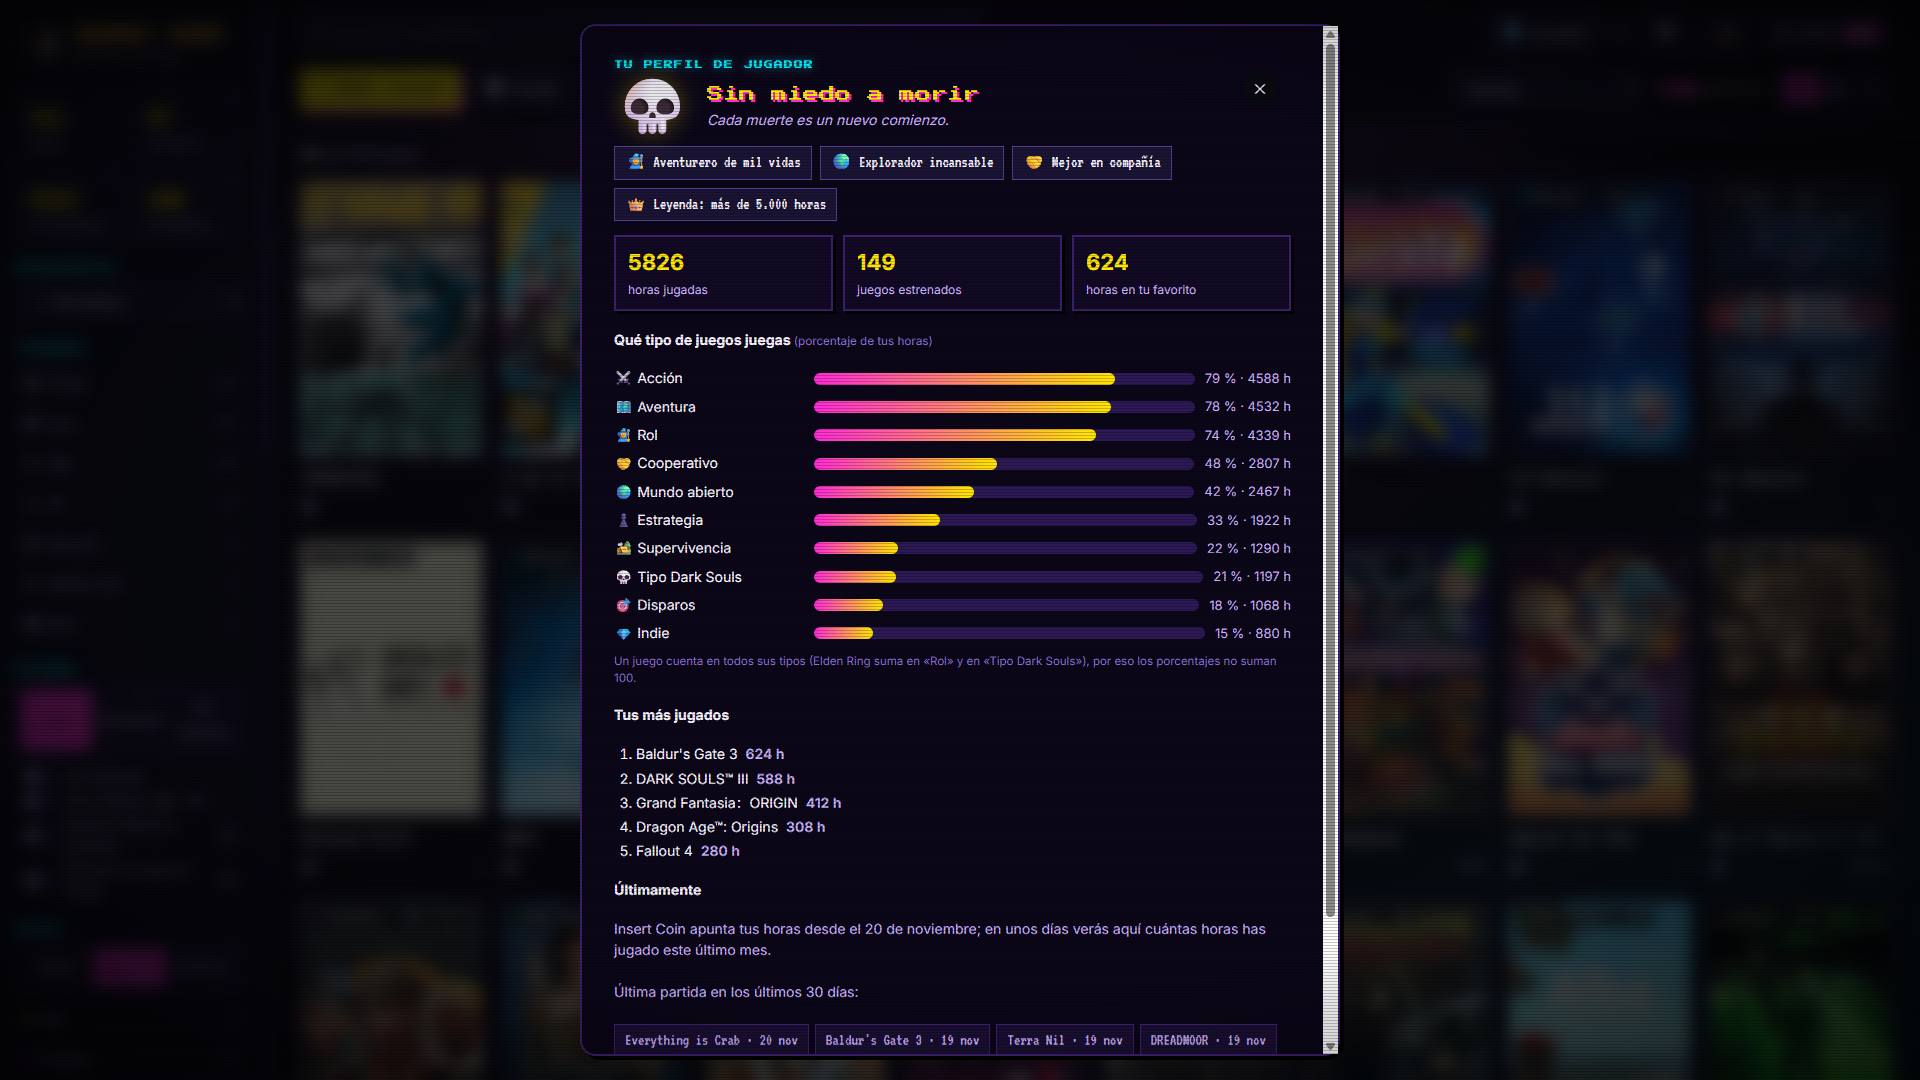 TU PERFIL DE JUGADOR
Sin miedo a morir
Cada muerte es un nuevo comienzo.
Aventurero de mil vidas
Explorador incansable
Mejor en compañía
Leyenda: más de 5.000 horas
5826
horas jugadas
149
juegos estrenados
624
horas en tu favorito
Qué tipo de juegos juegas (porcentaje de tus horas)
Acción 79 % · 4588 h
Aventura 78 % · 4532 h
Rol 74 % · 4339 h
Cooperativo 48 % · 2807 h
Mundo abierto 42 % · 2467 h
Estrategia 33 % · 1922 h
Supervivencia 22 % · 1290 h
Tipo Dark Souls 21 % · 1197 h
Disparos 18 % · 1068 h
Indie 15 % · 880 h
Un juego cuenta en todos sus tipos (Elden Ring suma en «Rol» y en «Tipo Dark Souls»), por eso los porcentajes no suman
100.
Tus más jugados
1. Baldur's Gate 3 624 h
2. DARK SOULS™ III 588 h
3. Grand Fantasia: ORIGIN 412 h
4. Dragon Age™: Origins 308 h
5. Fallout 4 280 h
Últimamente
Insert Coin apunta tus horas desde el 20 de noviembre; en unos días verás aquí cuántas horas has
jugado este último mes.
Última partida en los últimos 30 días:
Everything is Crab · 20 nov
Baldur's Gate 3 · 19 nov
Terra Nil · 19 nov
DREADMOOR · 19 nov